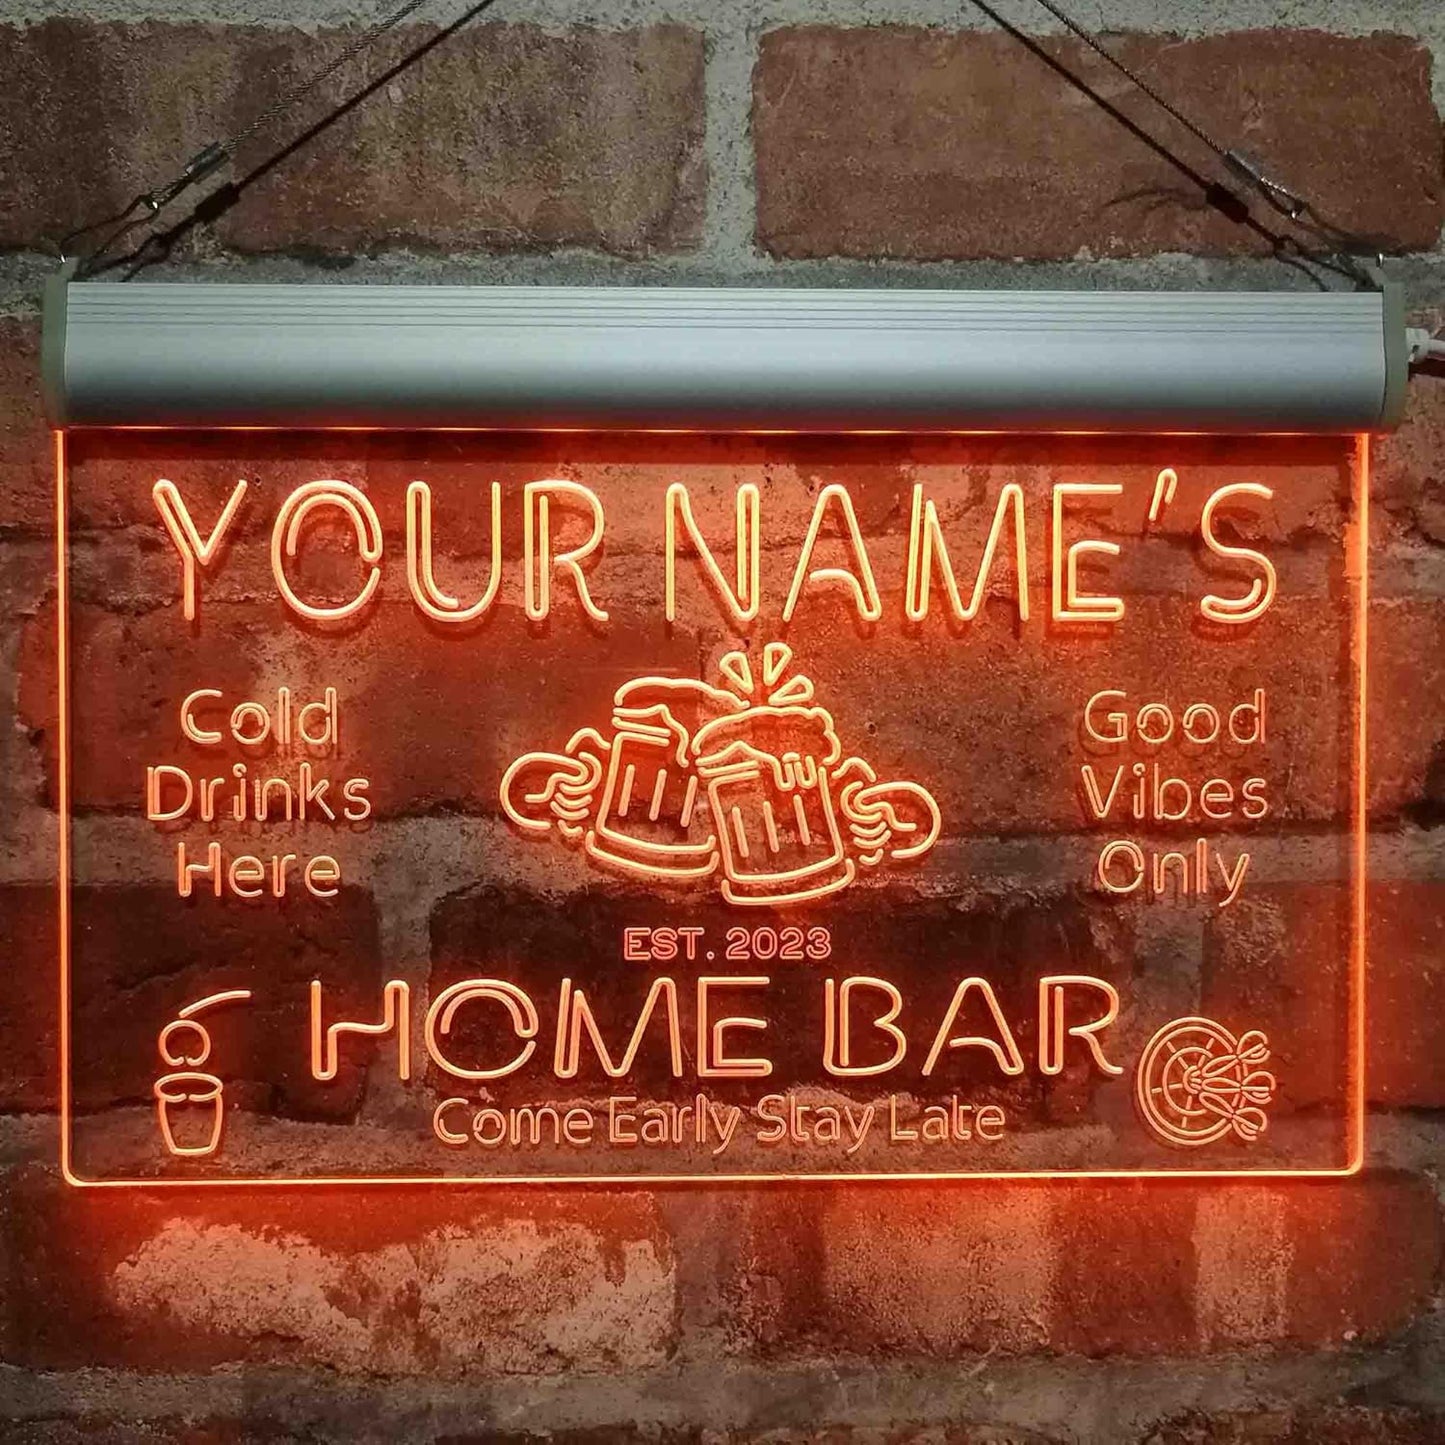 YOUR NAME'S
Cold
Drinks
Here
Good
Vibes
Only
EST. 2023
HOME BAR
Come Early Stay Late